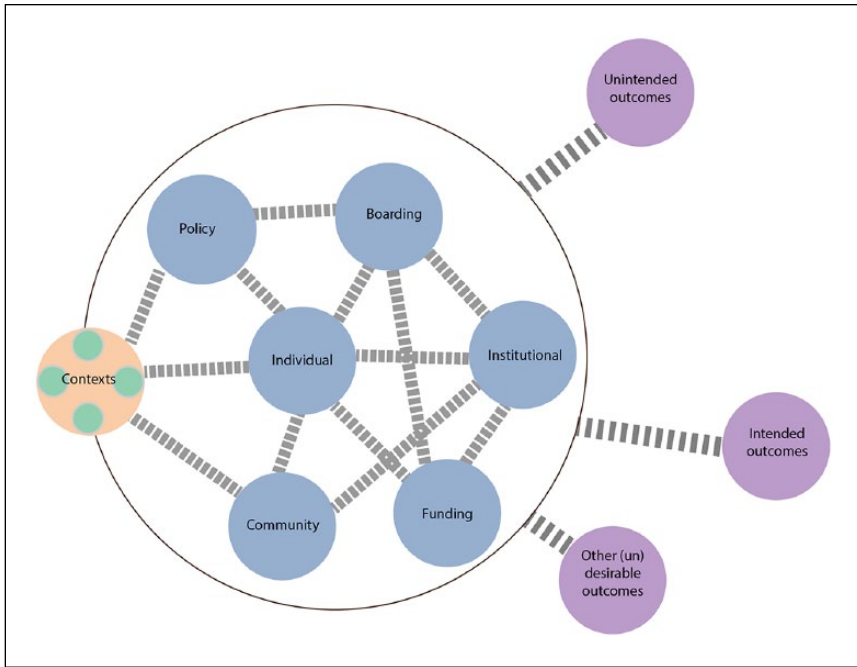 Unintended
outcomes
Policy
Boarding
Individual
Institutional
Contexts
Intended
outcomes
Community
Funding
Other (un)
desirable
outcomes